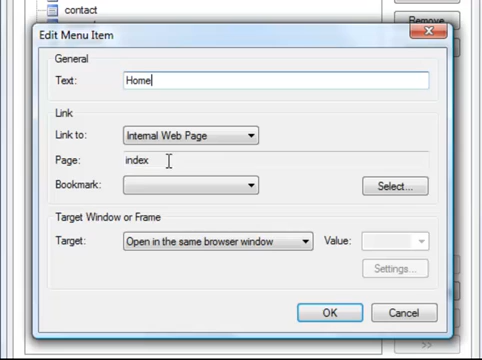 contact
Remove
Edit Menu Item
General
Text: Home
Link
Link to: Internal Web Page
Page: index
Bookmark:
Select...
Target Window or Frame
Target: Open in the same browser window Value:
Settings...
OK Cancel
>>